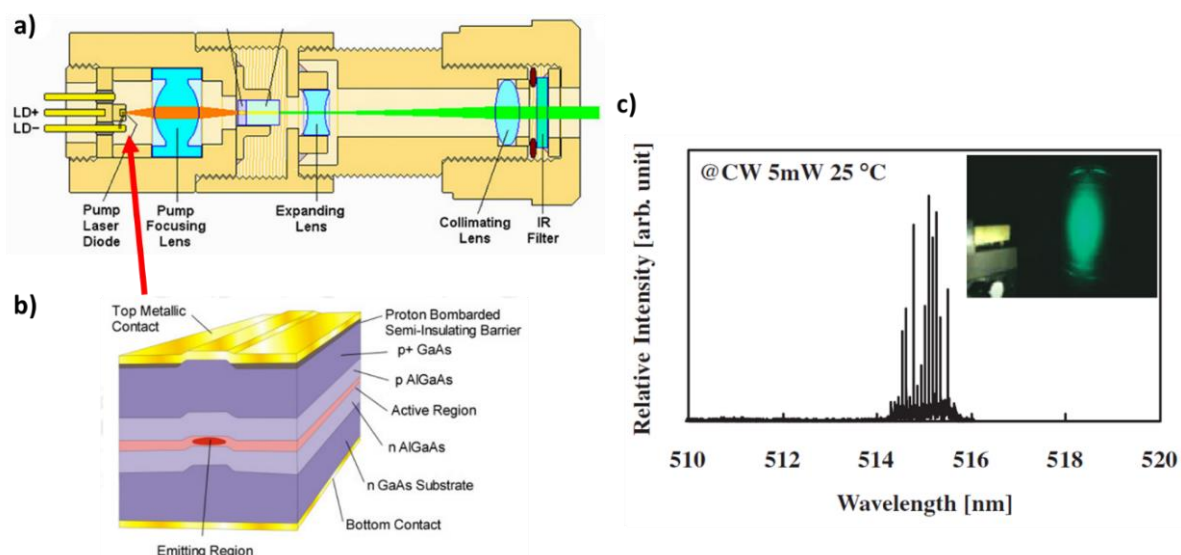 a)
LD+
LD−
Pump
Laser
Diode
Pump
Focusing
Lens
Expanding
Lens
Collimating
Lens
IR
Filter
b)
Top Metallic
Contact
Proton Bombarded
Semi-Insulating Barrier
p+ GaAs
p AlGaAs
Active Region
n AlGaAs
n GaAs Substrate
Bottom Contact
Emitting Region
c)
@CW 5mW 25 °C
Relative Intensity [arb. unit]
510 512 514 516 518 520
Wavelength [nm]